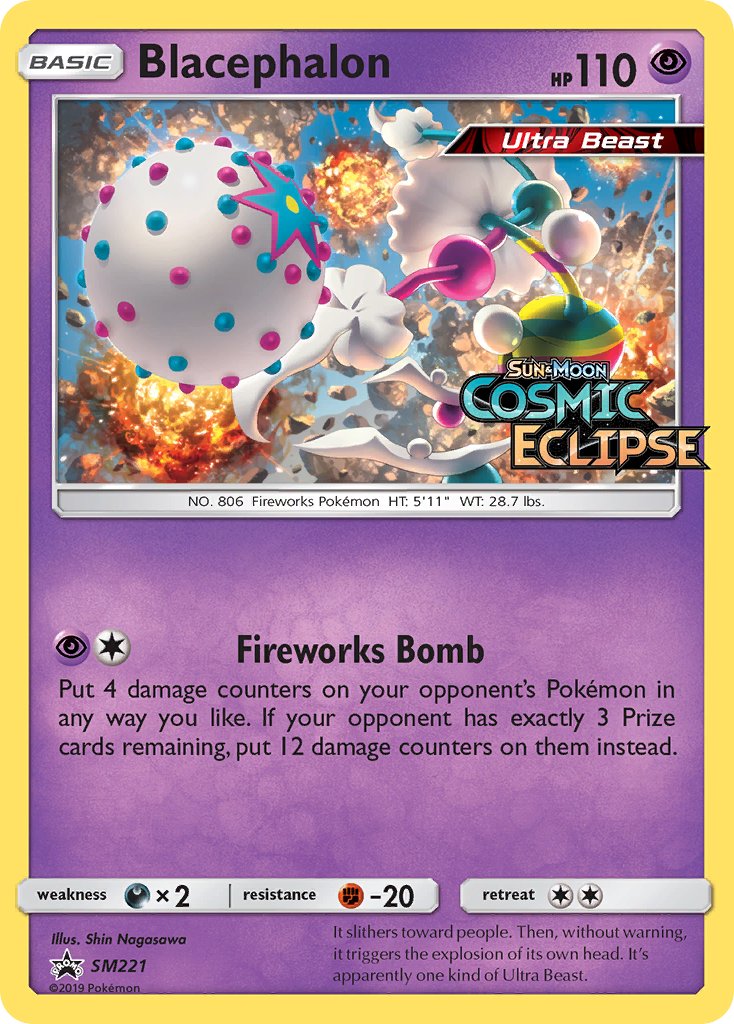 BASIC Blacephalon HP 110
Ultra Beast
SUN & MOON
COSMIC
ECLIPSE
NO. 806 Fireworks Pokémon HT: 5'11" WT: 28.7 lbs.
Fireworks Bomb
Put 4 damage counters on your opponent's Pokémon in
any way you like. If your opponent has exactly 3 Prize
cards remaining, put 12 damage counters on them instead.
weakness ×2 resistance -20 retreat
Illus. Shin Nagasawa
PROMO SM221
©2019 Pokémon
It slithers toward people. Then, without warning,
it triggers the explosion of its own head. It's
apparently one kind of Ultra Beast.